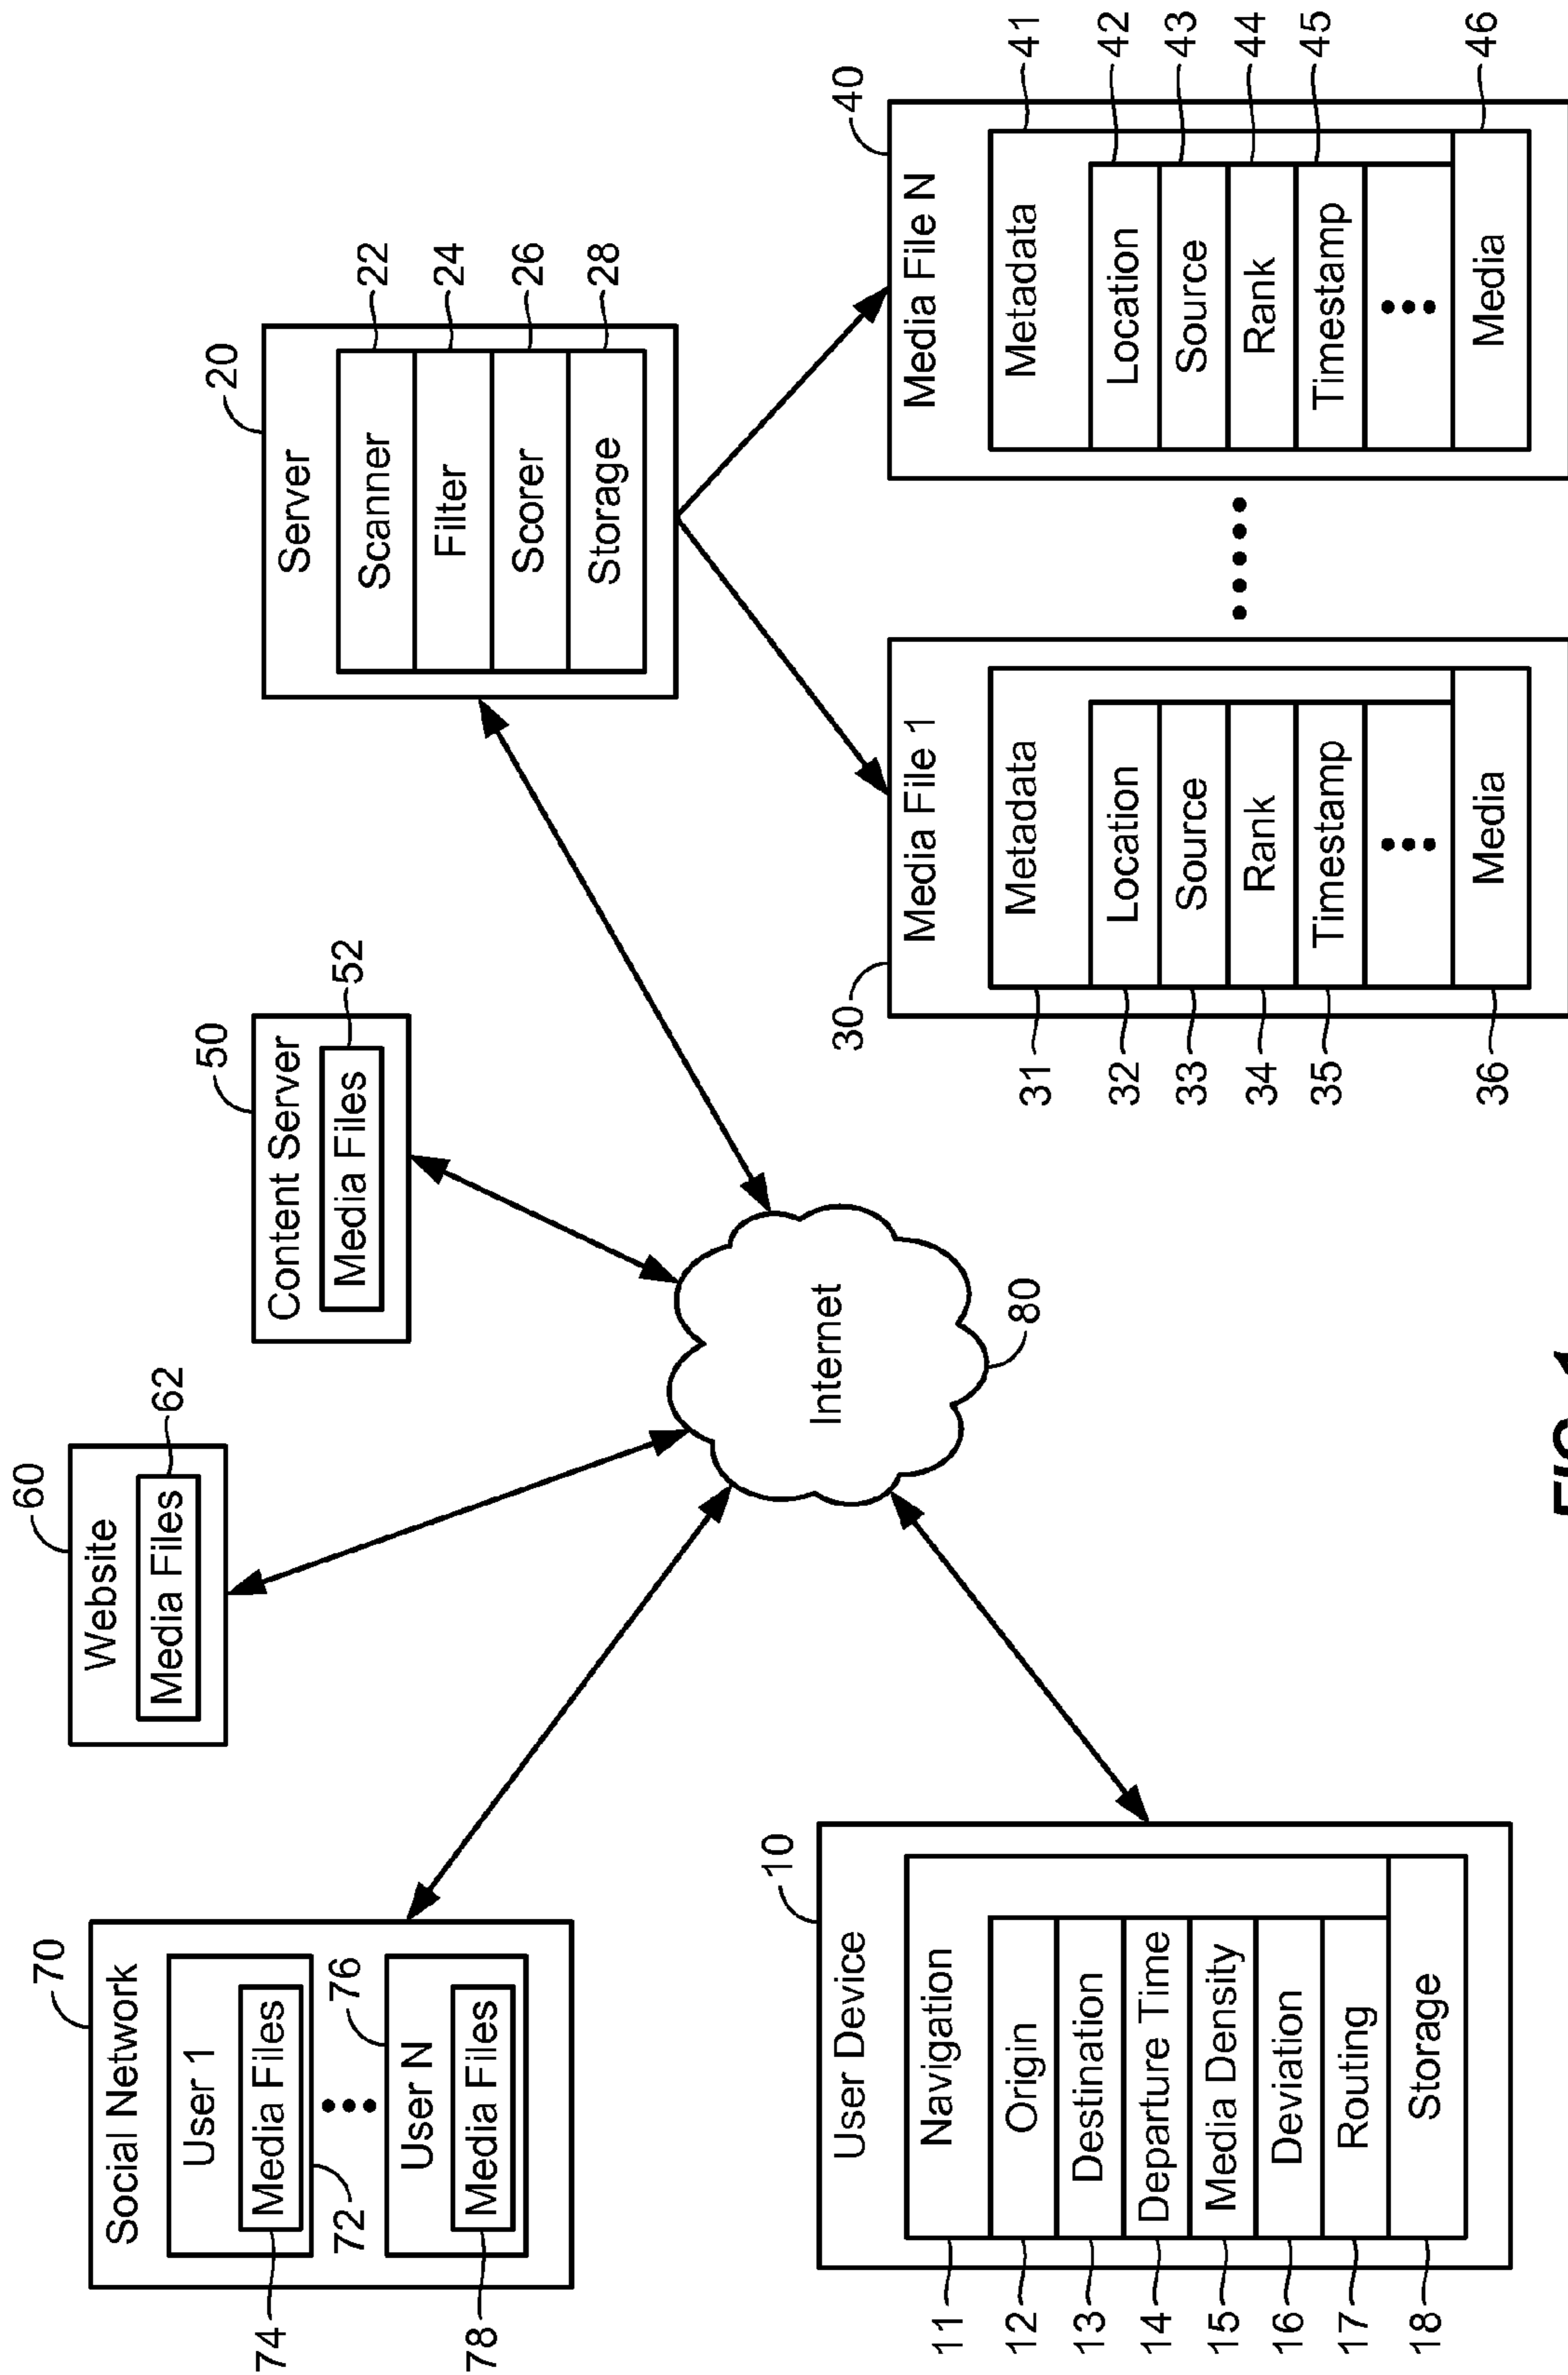 70
Social Network
User 1
Media Files
74
72
76
User N
Media Files
78
60
Website
Media Files
62
50
Content Server
Media Files
52
20
Server
Scanner
22
Filter
24
Scorer
26
Storage
28
Internet
80
10
User Device
Navigation
11
Origin
12
Destination
13
Departure Time
14
Media Density
15
Deviation
16
Routing
17
Storage
18
30
Media File 1
Metadata
31
Location
32
Source
33
Rank
34
Timestamp
35
Media
36
40
Media File N
Metadata
41
Location
42
Source
43
Rank
44
Timestamp
45
Media
46